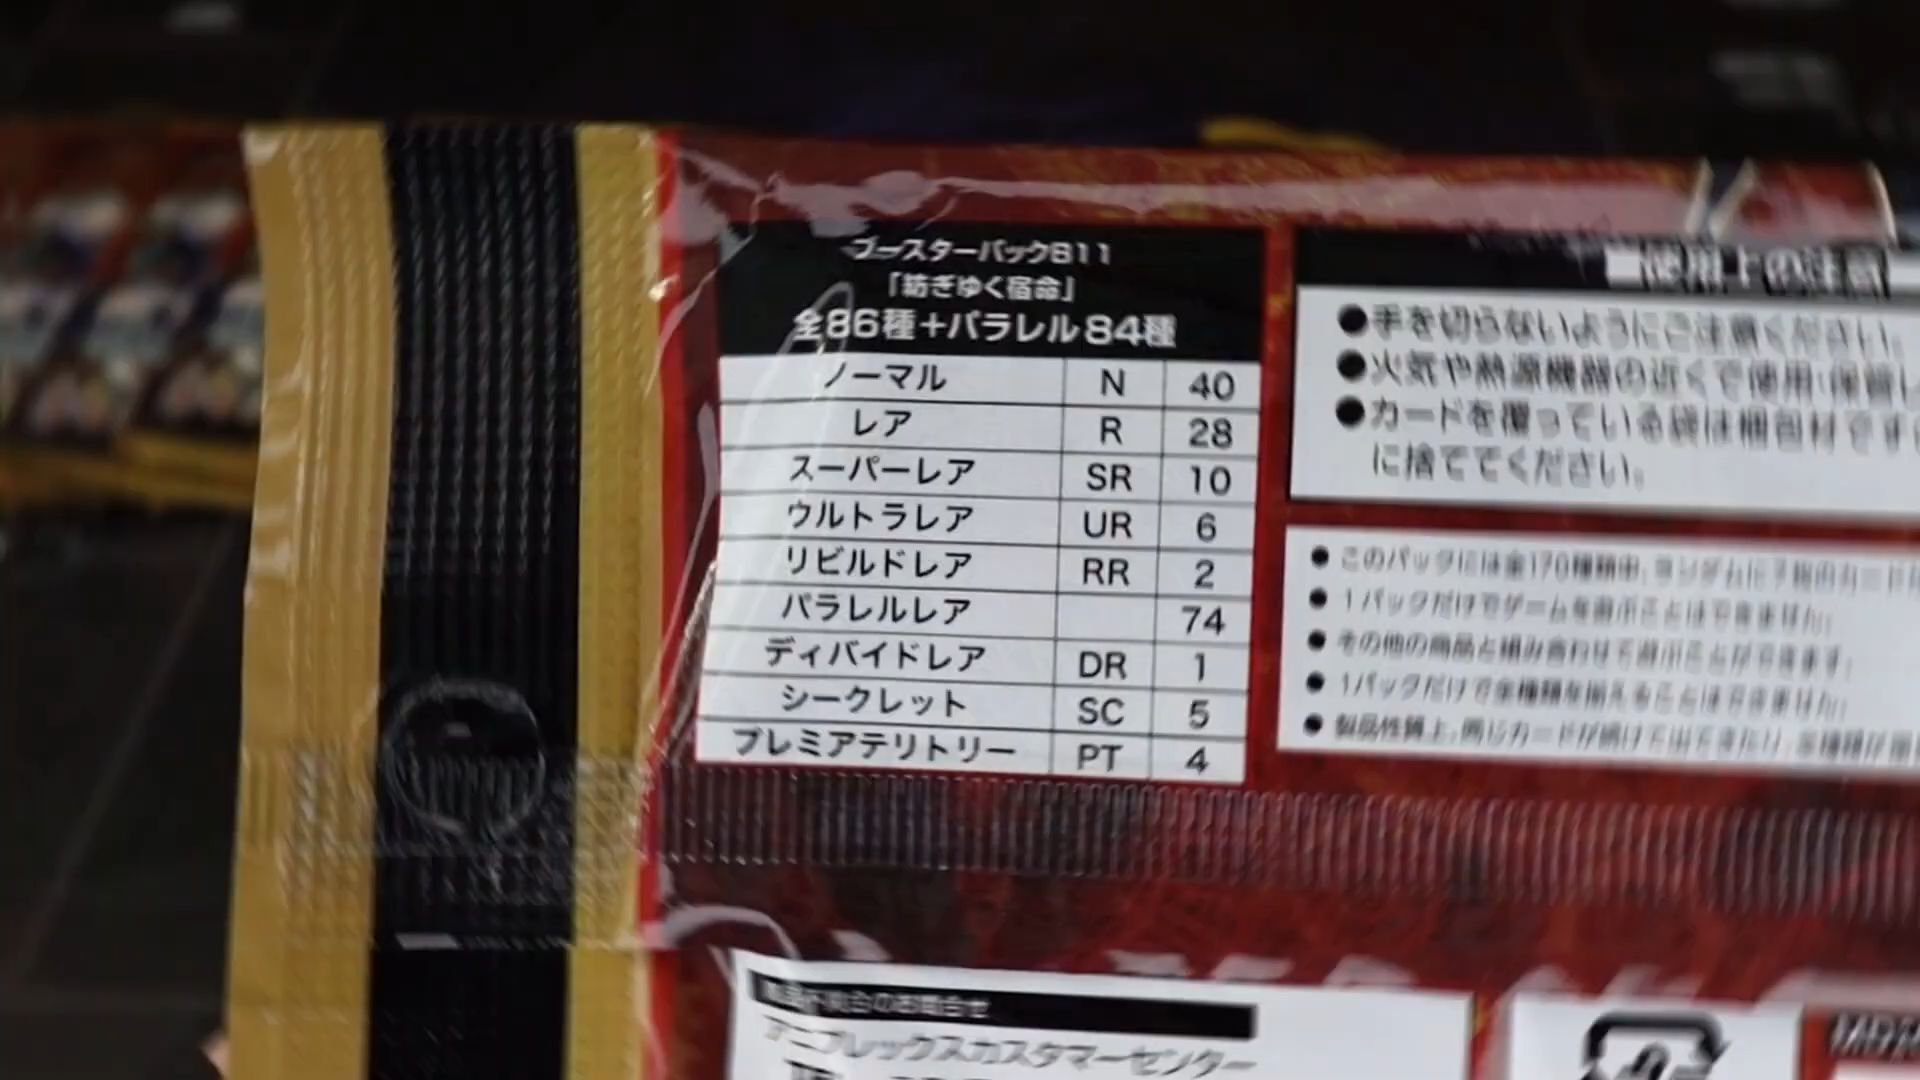 ブースターパックB11
「紡ぎゆく宿命」
全86種+パラレル84種
ノーマル N 40
レア R 28
スーパーレア SR 10
ウルトラレア UR 6
リビルドレア RR 2
パラレルレア 74
ディバイドレア DR 1
シークレット SC 5
プレミアテリトリー PT 4
使用上の注意
●手を切らないようにご注意ください。
●火気や熱源機器の近くで使用・保管
●カードを覆っている袋は梱包材です
に捨ててください。
●このパックには全170種類中、ランダムに
●1パックだけでゲームを遊ぶことはできません。
●その他の商品と組み合わせて遊ぶことができます。
●1パックだけで全種類を揃えることはできません。
●製品性質上、同じカードが続けて出てきたり、全種類が
アニプレックスカスタマーセンター